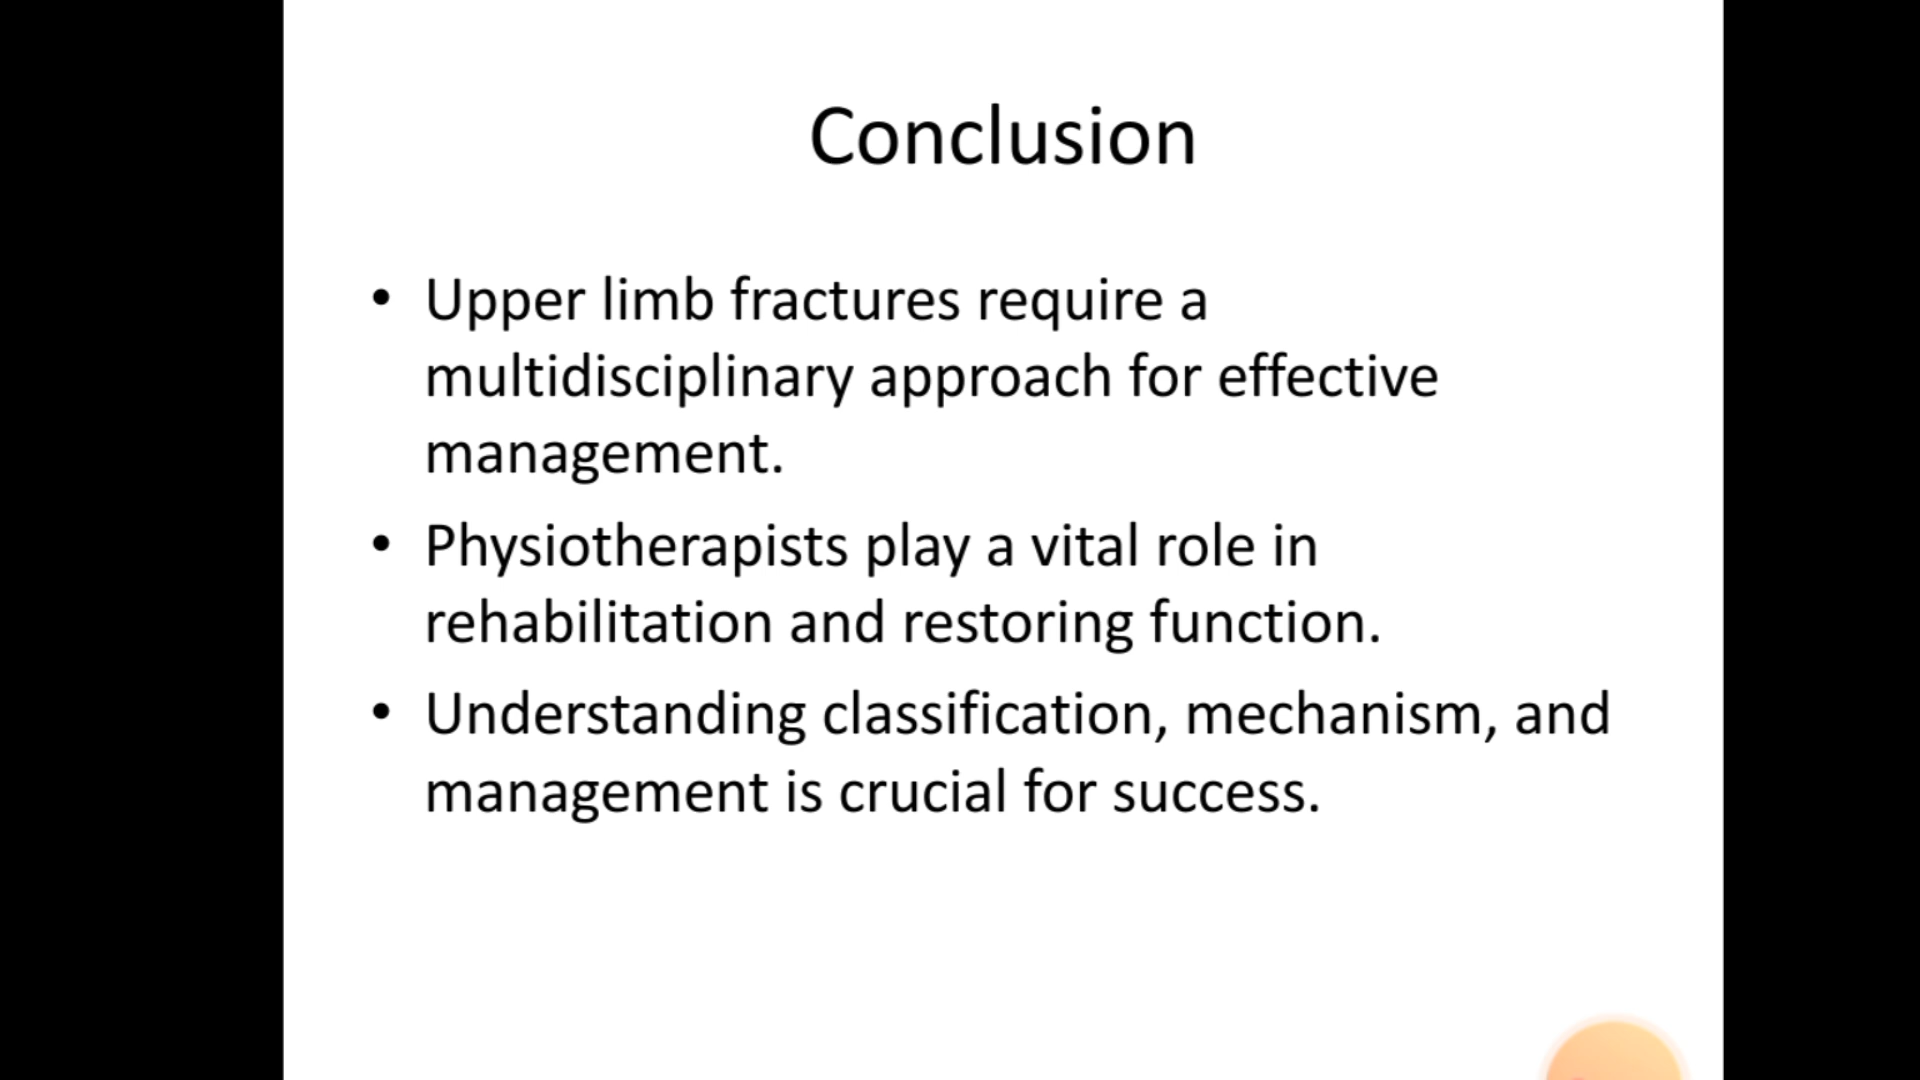 Conclusion
• Upper limb fractures require a
multidisciplinary approach for effective
management.
• Physiotherapists play a vital role in
rehabilitation and restoring function.
• Understanding classification, mechanism, and
management is crucial for success.